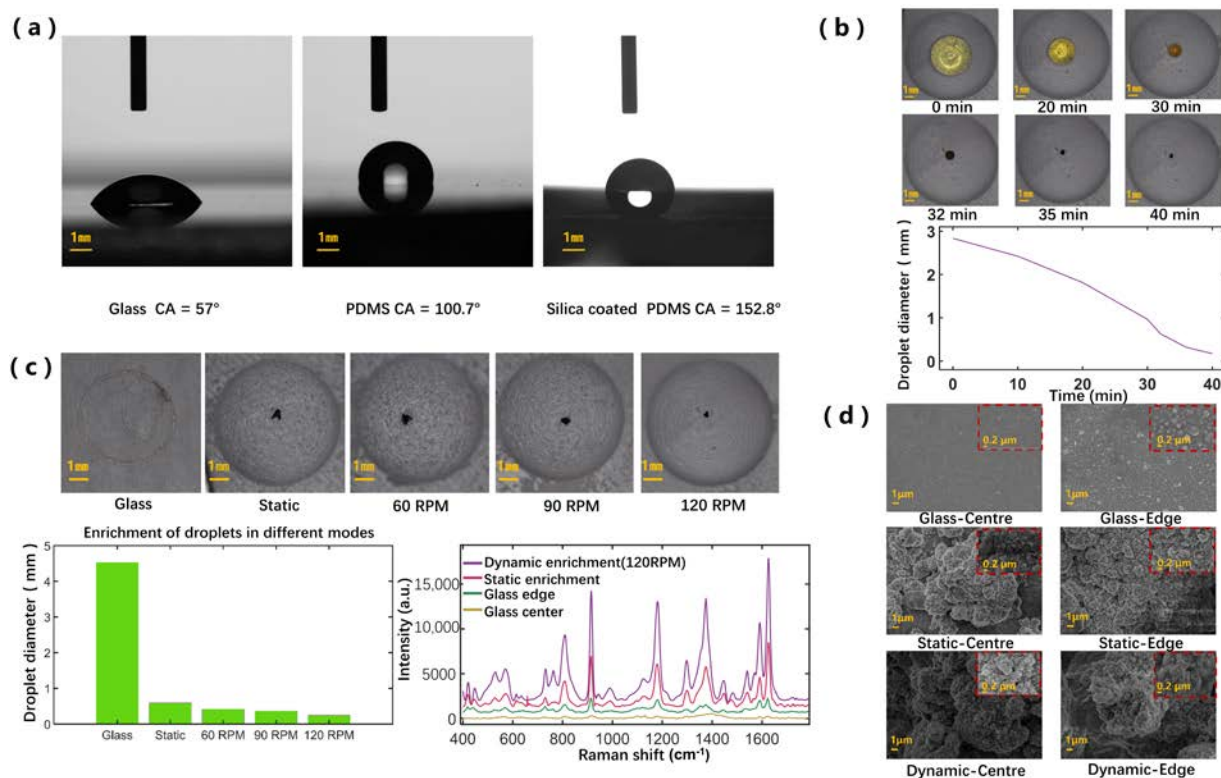 ( a )
1mm
1mm
1mm
Glass CA = 57°
PDMS CA = 100.7°
Silica coated PDMS CA = 152.8°
( b )
1mm
1mm
1mm
0 min
20 min
30 min
1mm
1mm
1mm
32 min
35 min
40 min
Droplet diameter ( mm )
3
2
1
0
0
10
20
30
40
Time (min)
( c )
1mm
1mm
1mm
1mm
1mm
Glass
Static
60 RPM
90 RPM
120 RPM
Enrichment of droplets in different modes
Droplet diameter ( mm )
5
4
3
2
1
0
Glass
Static
60 RPM
90 RPM
120 RPM
Intensity (a.u.)
15,000
10,000
5000
0
Dynamic enrichment(120RPM)
Static enrichment
Glass edge
Glass center
400
600
800
1000
1200
1400
1600
Raman shift (cm⁻¹)
( d )
0.2 μm
1μm
Glass-Centre
0.2 μm
1μm
Glass-Edge
0.2 μm
1μm
Static-Centre
0.2 μm
1μm
Static-Edge
0.2 μm
1μm
Dynamic-Centre
0.2 μm
1μm
Dynamic-Edge